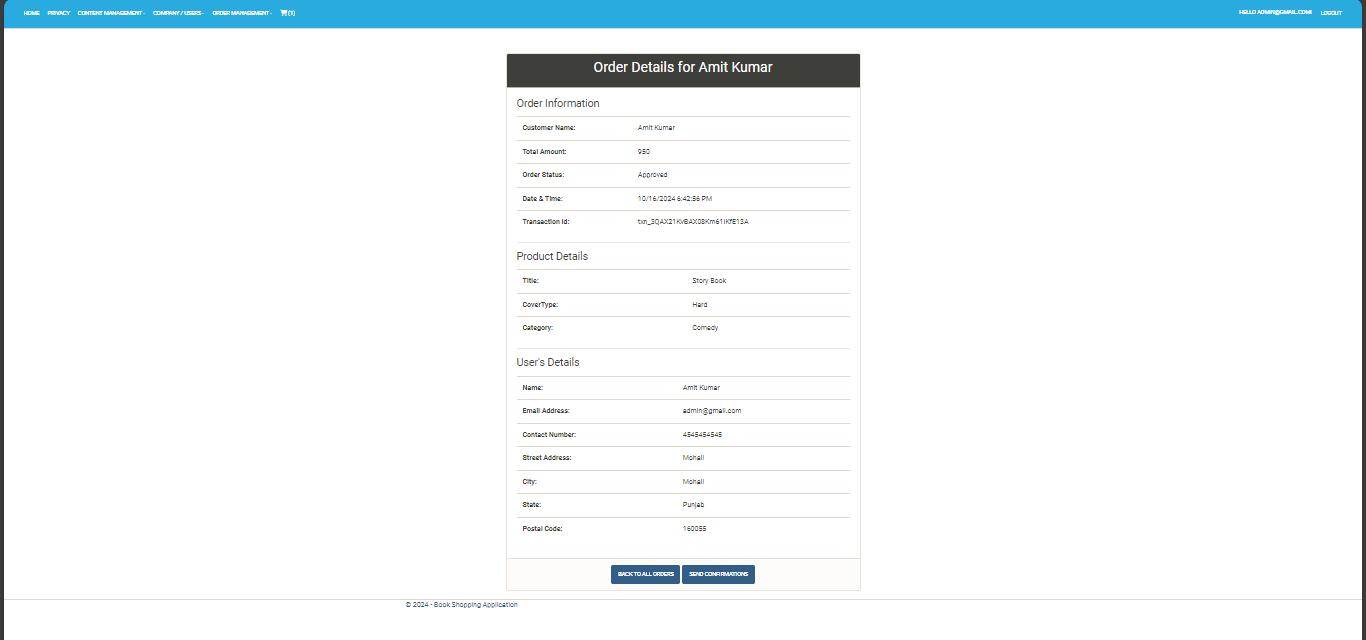 HOME PRIVACY CONTENT MANAGEMENT COMPANY / USERS ORDER MANAGEMENT (1) HELLO ADMIN@GMAIL.COM! LOGOUT
Order Details for Amit Kumar
Order Information
Customer Name: Amit Kumar
Total Amount: 950
Order Status: Approved
Date & Time: 10/16/2024 6:42:56 PM
Transaction Id:
Product Details
Title: Story Book
CoverType: Hard
Category: Comedy
User's Details
Name: Amit Kumar
Email Address: admin@gmail.com
Contact Number: 4545454545
Street Address: Mohali
City: Mohali
State: Punjab
Postal Code: 160055
BACK TO ALL ORDERS SEND CONFIRMATIONS
© 2024 - Book Shopping Application